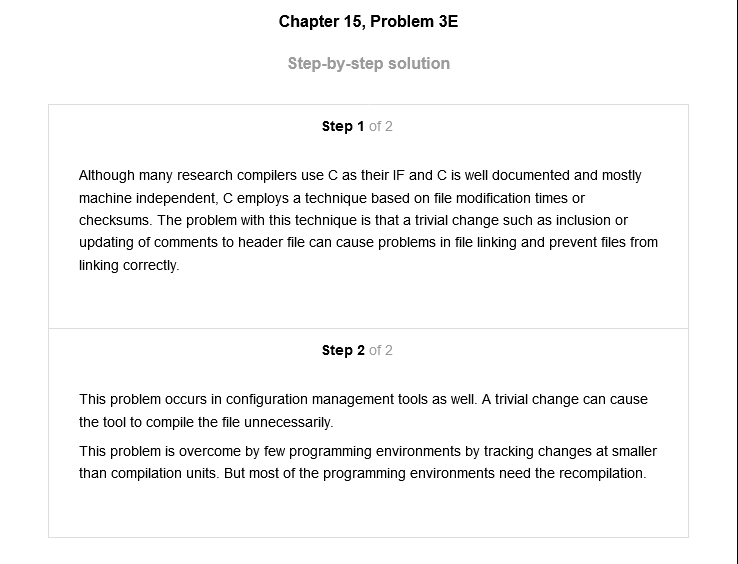 Chapter 15, Problem 3E
Step-by-step solution
Step 1 of 2
Although many research compilers use C as their IF and C is well documented and mostly
machine independent, C employs a technique based on file modification times or
checksums. The problem with this technique is that a trivial change such as inclusion or
updating of comments to header file can cause problems in file linking and prevent files from
linking correctly.
Step 2 of 2
This problem occurs in configuration management tools as well. A trivial change can cause
the tool to compile the file unnecessarily.
This problem is overcome by few programming environments by tracking changes at smaller
than compilation units. But most of the programming environments need the recompilation.